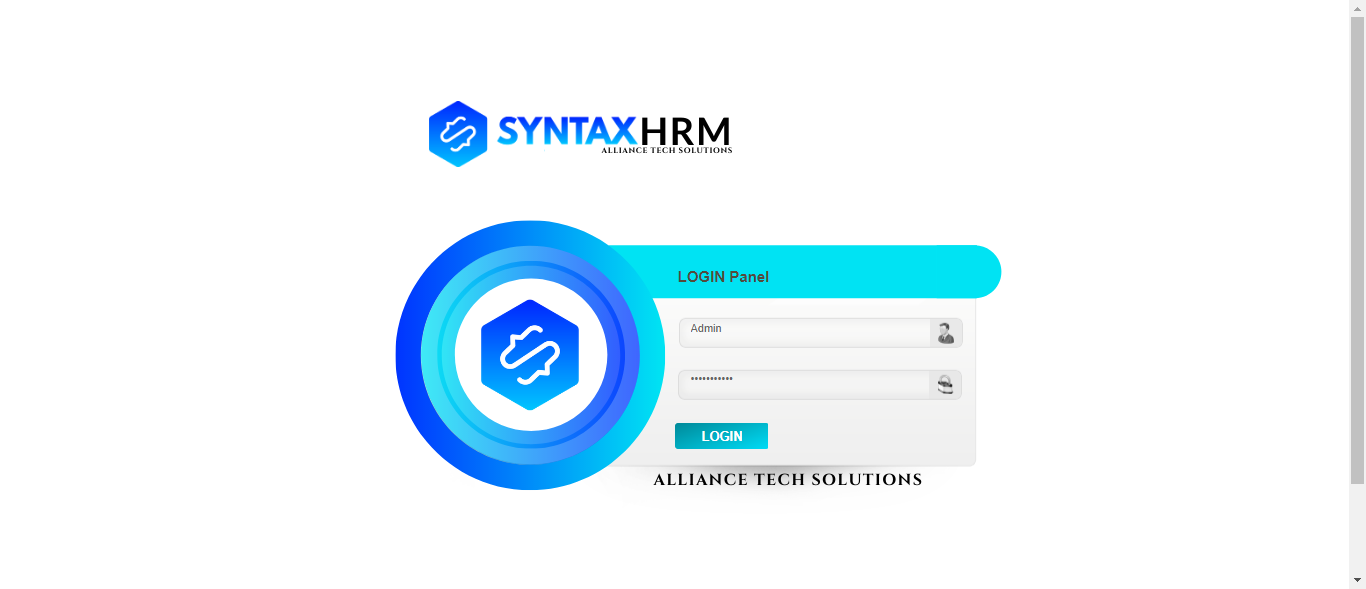 SYNTAXHRM
ALLIANCE TECH SOLUTIONS
LOGIN Panel
Admin
•••••••••••
LOGIN
ALLIANCE TECH SOLUTIONS